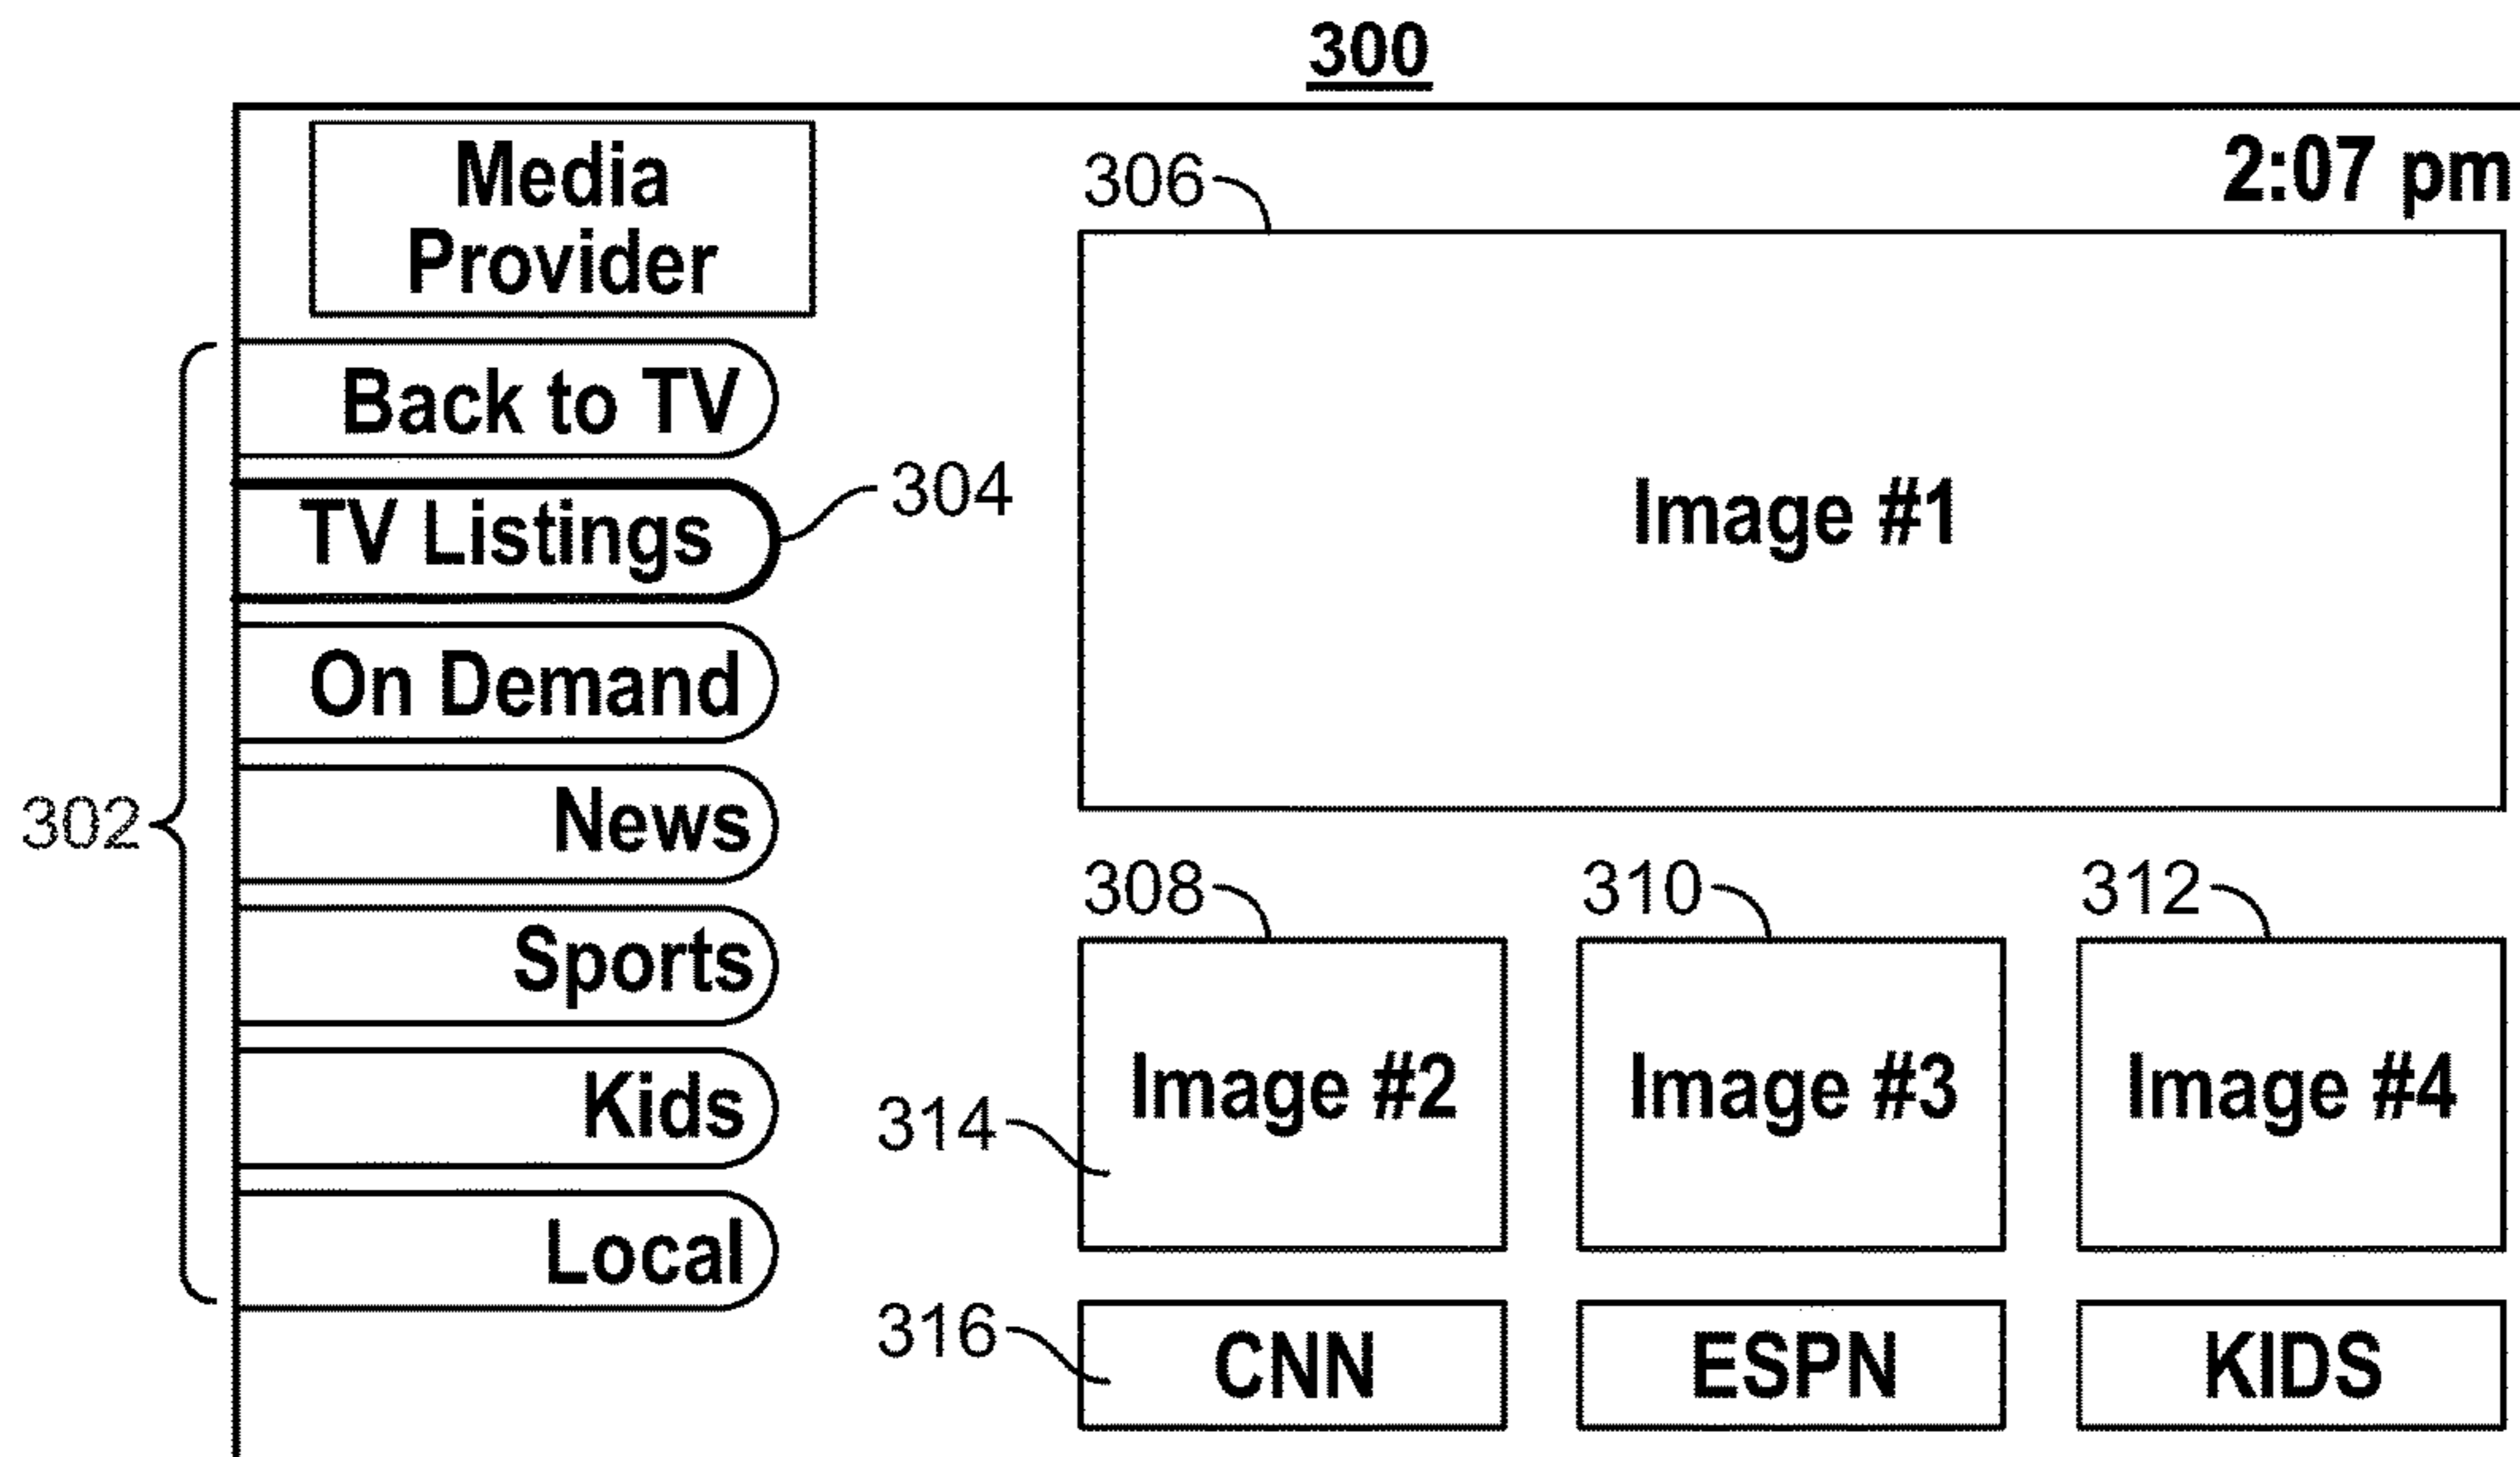 300
2:07 pm
Media
Provider
Back to TV
TV Listings
On Demand
News
Sports
Kids
Local
302
304
306
Image #1
308
310
312
Image #2
Image #3
Image #4
314
316
CNN
ESPN
KIDS